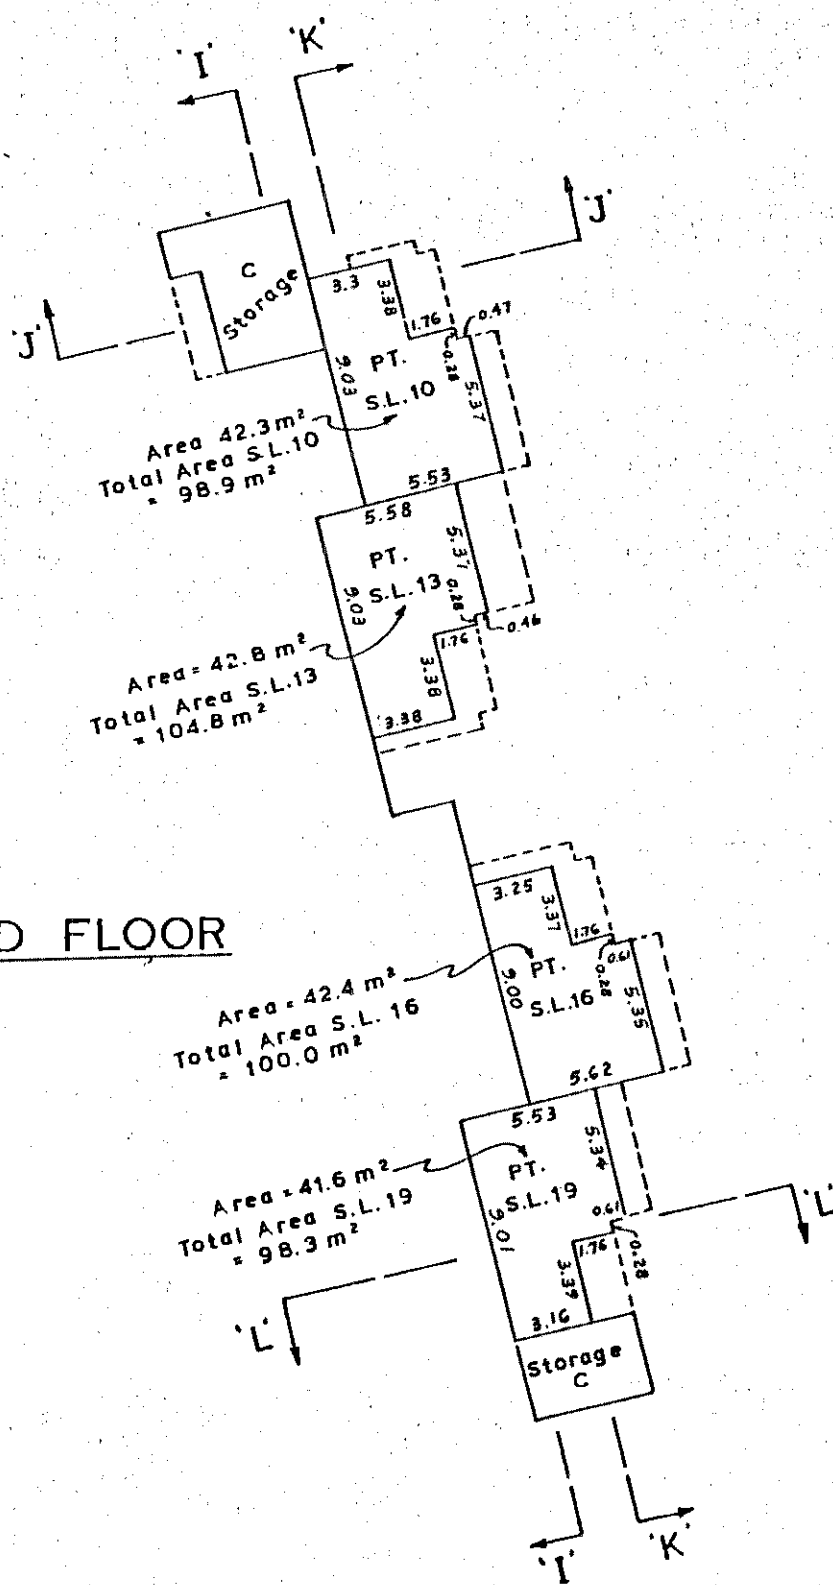 'I'
'K'
'J'
'J'
C
Storage
3.3
3.38
1.76
0.47
0.28
PT.
S.L.10
9.03
5.37
Area 42.3m²
Total Area S.L.10
= 98.9 m²
5.53
5.58
PT.
S.L.13
5.37
0.28
9.03
1.76
0.46
3.38
3.38
Area = 42.8 m²
Total Area S.L.13
= 104.8 m²
3.25
3.37
1.76
0.61
0.28
FLOOR
PT.
S.L.16
9.00
5.35
Area = 42.4 m²
Total Area S.L. 16
= 100.0 m²
5.62
5.53
PT.
S.L.19
5.34
0.61
9.01
1.76
0.28
3.39
3.16
Area = 41.6 m²
Total Area S.L. 19
= 98.3 m²
'L'
'L'
Storage
C
'I'
'K'